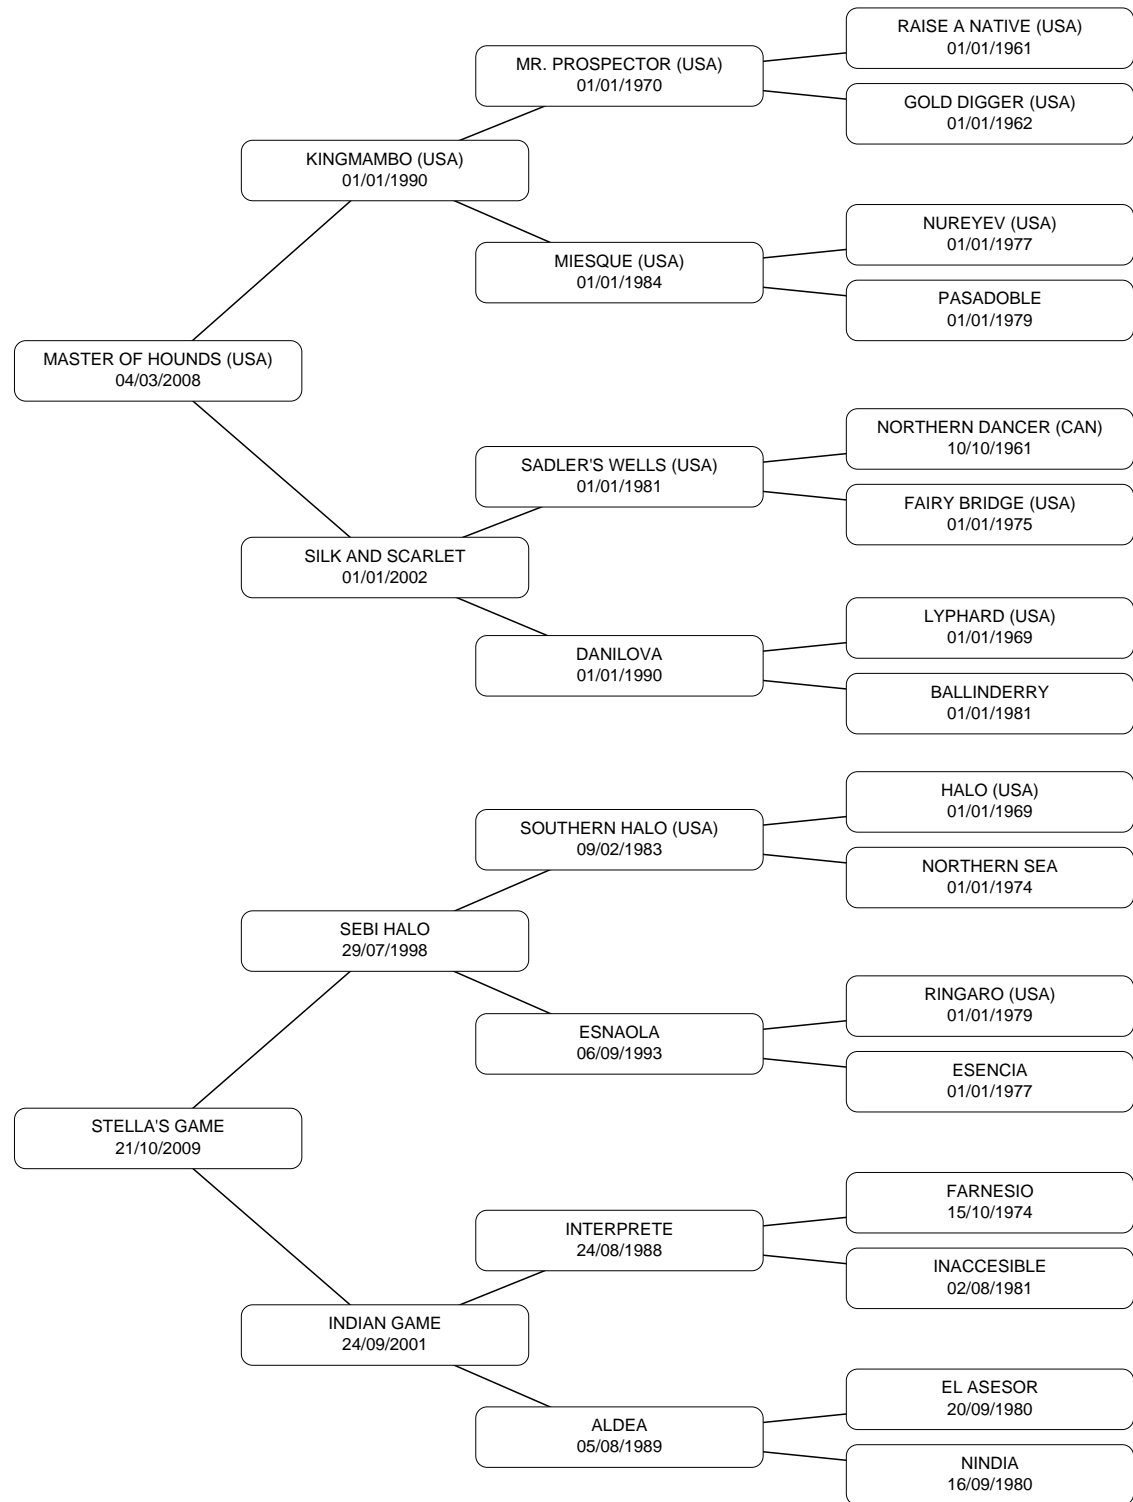 RAISE A NATIVE (USA)
01/01/1961
MR. PROSPECTOR (USA)
01/01/1970
GOLD DIGGER (USA)
01/01/1962
KINGMAMBO (USA)
01/01/1990
NUREYEV (USA)
01/01/1977
MIESQUE (USA)
01/01/1984
PASADOBLE
01/01/1979
MASTER OF HOUNDS (USA)
04/03/2008
NORTHERN DANCER (CAN)
10/10/1961
SADLER'S WELLS (USA)
01/01/1981
FAIRY BRIDGE (USA)
01/01/1975
SILK AND SCARLET
01/01/2002
LYPHARD (USA)
01/01/1969
DANILOVA
01/01/1990
BALLINDERRY
01/01/1981
HALO (USA)
01/01/1969
SOUTHERN HALO (USA)
09/02/1983
NORTHERN SEA
01/01/1974
SEBI HALO
29/07/1998
RINGARO (USA)
01/01/1979
ESNAOLA
06/09/1993
ESENCIA
01/01/1977
STELLA'S GAME
21/10/2009
FARNESIO
15/10/1974
INTERPRETE
24/08/1988
INACCESIBLE
02/08/1981
INDIAN GAME
24/09/2001
EL ASESOR
20/09/1980
ALDEA
05/08/1989
NINDIA
16/09/1980